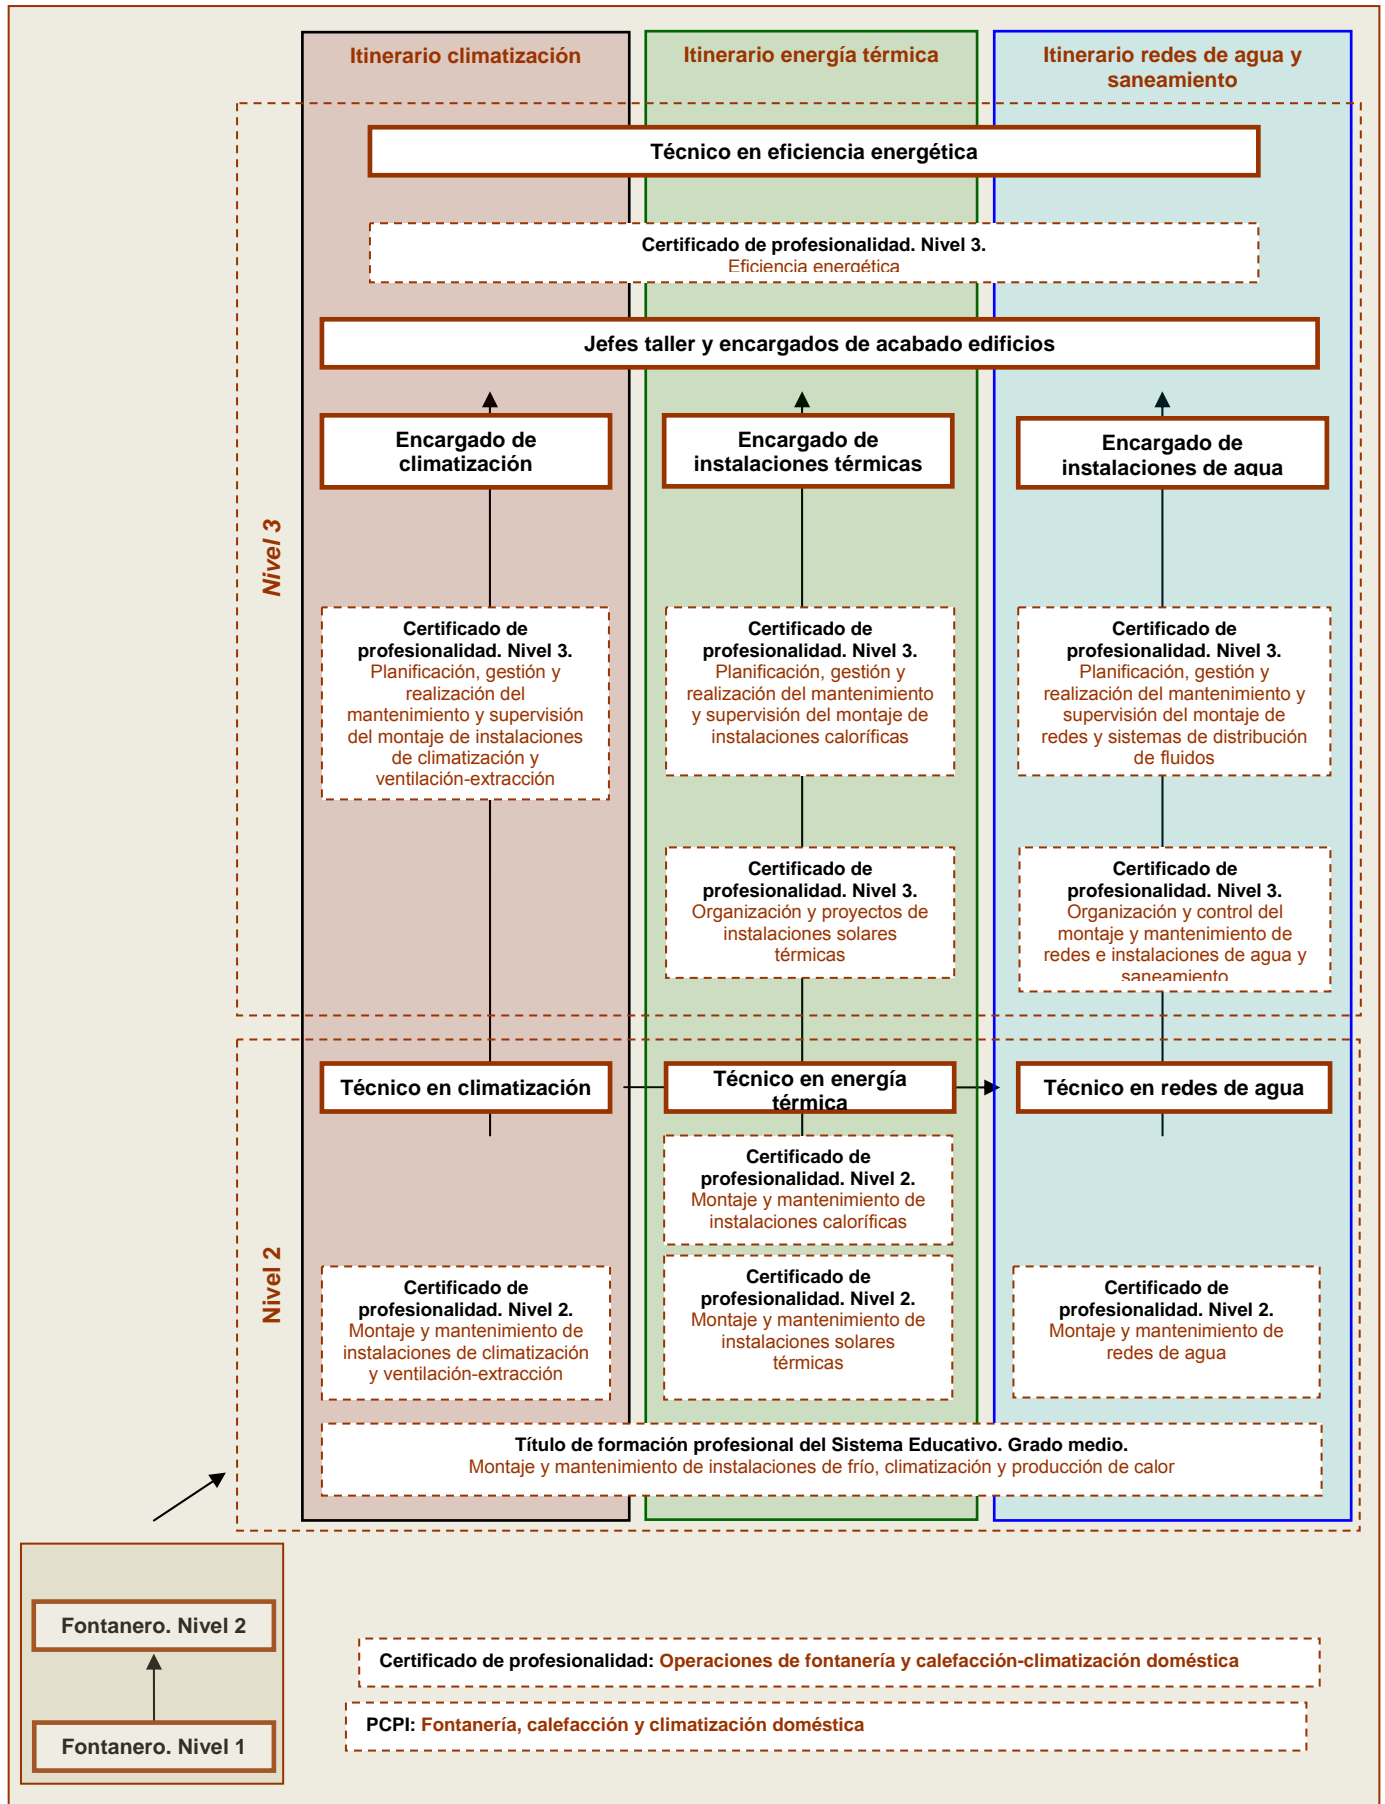 Itinerario climatización
Itinerario energía térmica
Itinerario redes de agua y
saneamiento
Técnico en eficiencia energética
Certificado de profesionalidad. Nivel 3.
Eficiencia energética
Jefes taller y encargados de acabado edificios
Nivel 3
Encargado de
climatización
Encargado de
instalaciones térmicas
Encargado de
instalaciones de agua
Certificado de
profesionalidad. Nivel 3.
Planificación, gestión y
realización del
mantenimiento y supervisión
del montaje de instalaciones
de climatización y
ventilación-extracción
Certificado de
profesionalidad. Nivel 3.
Planificación, gestión y
realización del mantenimiento
y supervisión del montaje de
instalaciones caloríficas
Certificado de
profesionalidad. Nivel 3.
Planificación, gestión y
realización del mantenimiento y
supervisión del montaje de
redes y sistemas de distribución
de fluidos
Certificado de
profesionalidad. Nivel 3.
Organización y proyectos de
instalaciones solares
térmicas
Certificado de
profesionalidad. Nivel 3.
Organización y control del
montaje y mantenimiento de
redes e instalaciones de agua y
saneamiento
Nivel 2
Técnico en climatización
Técnico en energía
térmica
Técnico en redes de agua
Certificado de
profesionalidad. Nivel 2.
Montaje y mantenimiento de
instalaciones caloríficas
Certificado de
profesionalidad. Nivel 2.
Montaje y mantenimiento de
instalaciones de climatización
y ventilación-extracción
Certificado de
profesionalidad. Nivel 2.
Montaje y mantenimiento de
instalaciones solares
térmicas
Certificado de
profesionalidad. Nivel 2.
Montaje y mantenimiento de
redes de agua
Título de formación profesional del Sistema Educativo. Grado medio.
Montaje y mantenimiento de instalaciones de frío, climatización y producción de calor
Fontanero. Nivel 2
Fontanero. Nivel 1
Certificado de profesionalidad: Operaciones de fontanería y calefacción-climatización doméstica
PCPI: Fontanería, calefacción y climatización doméstica